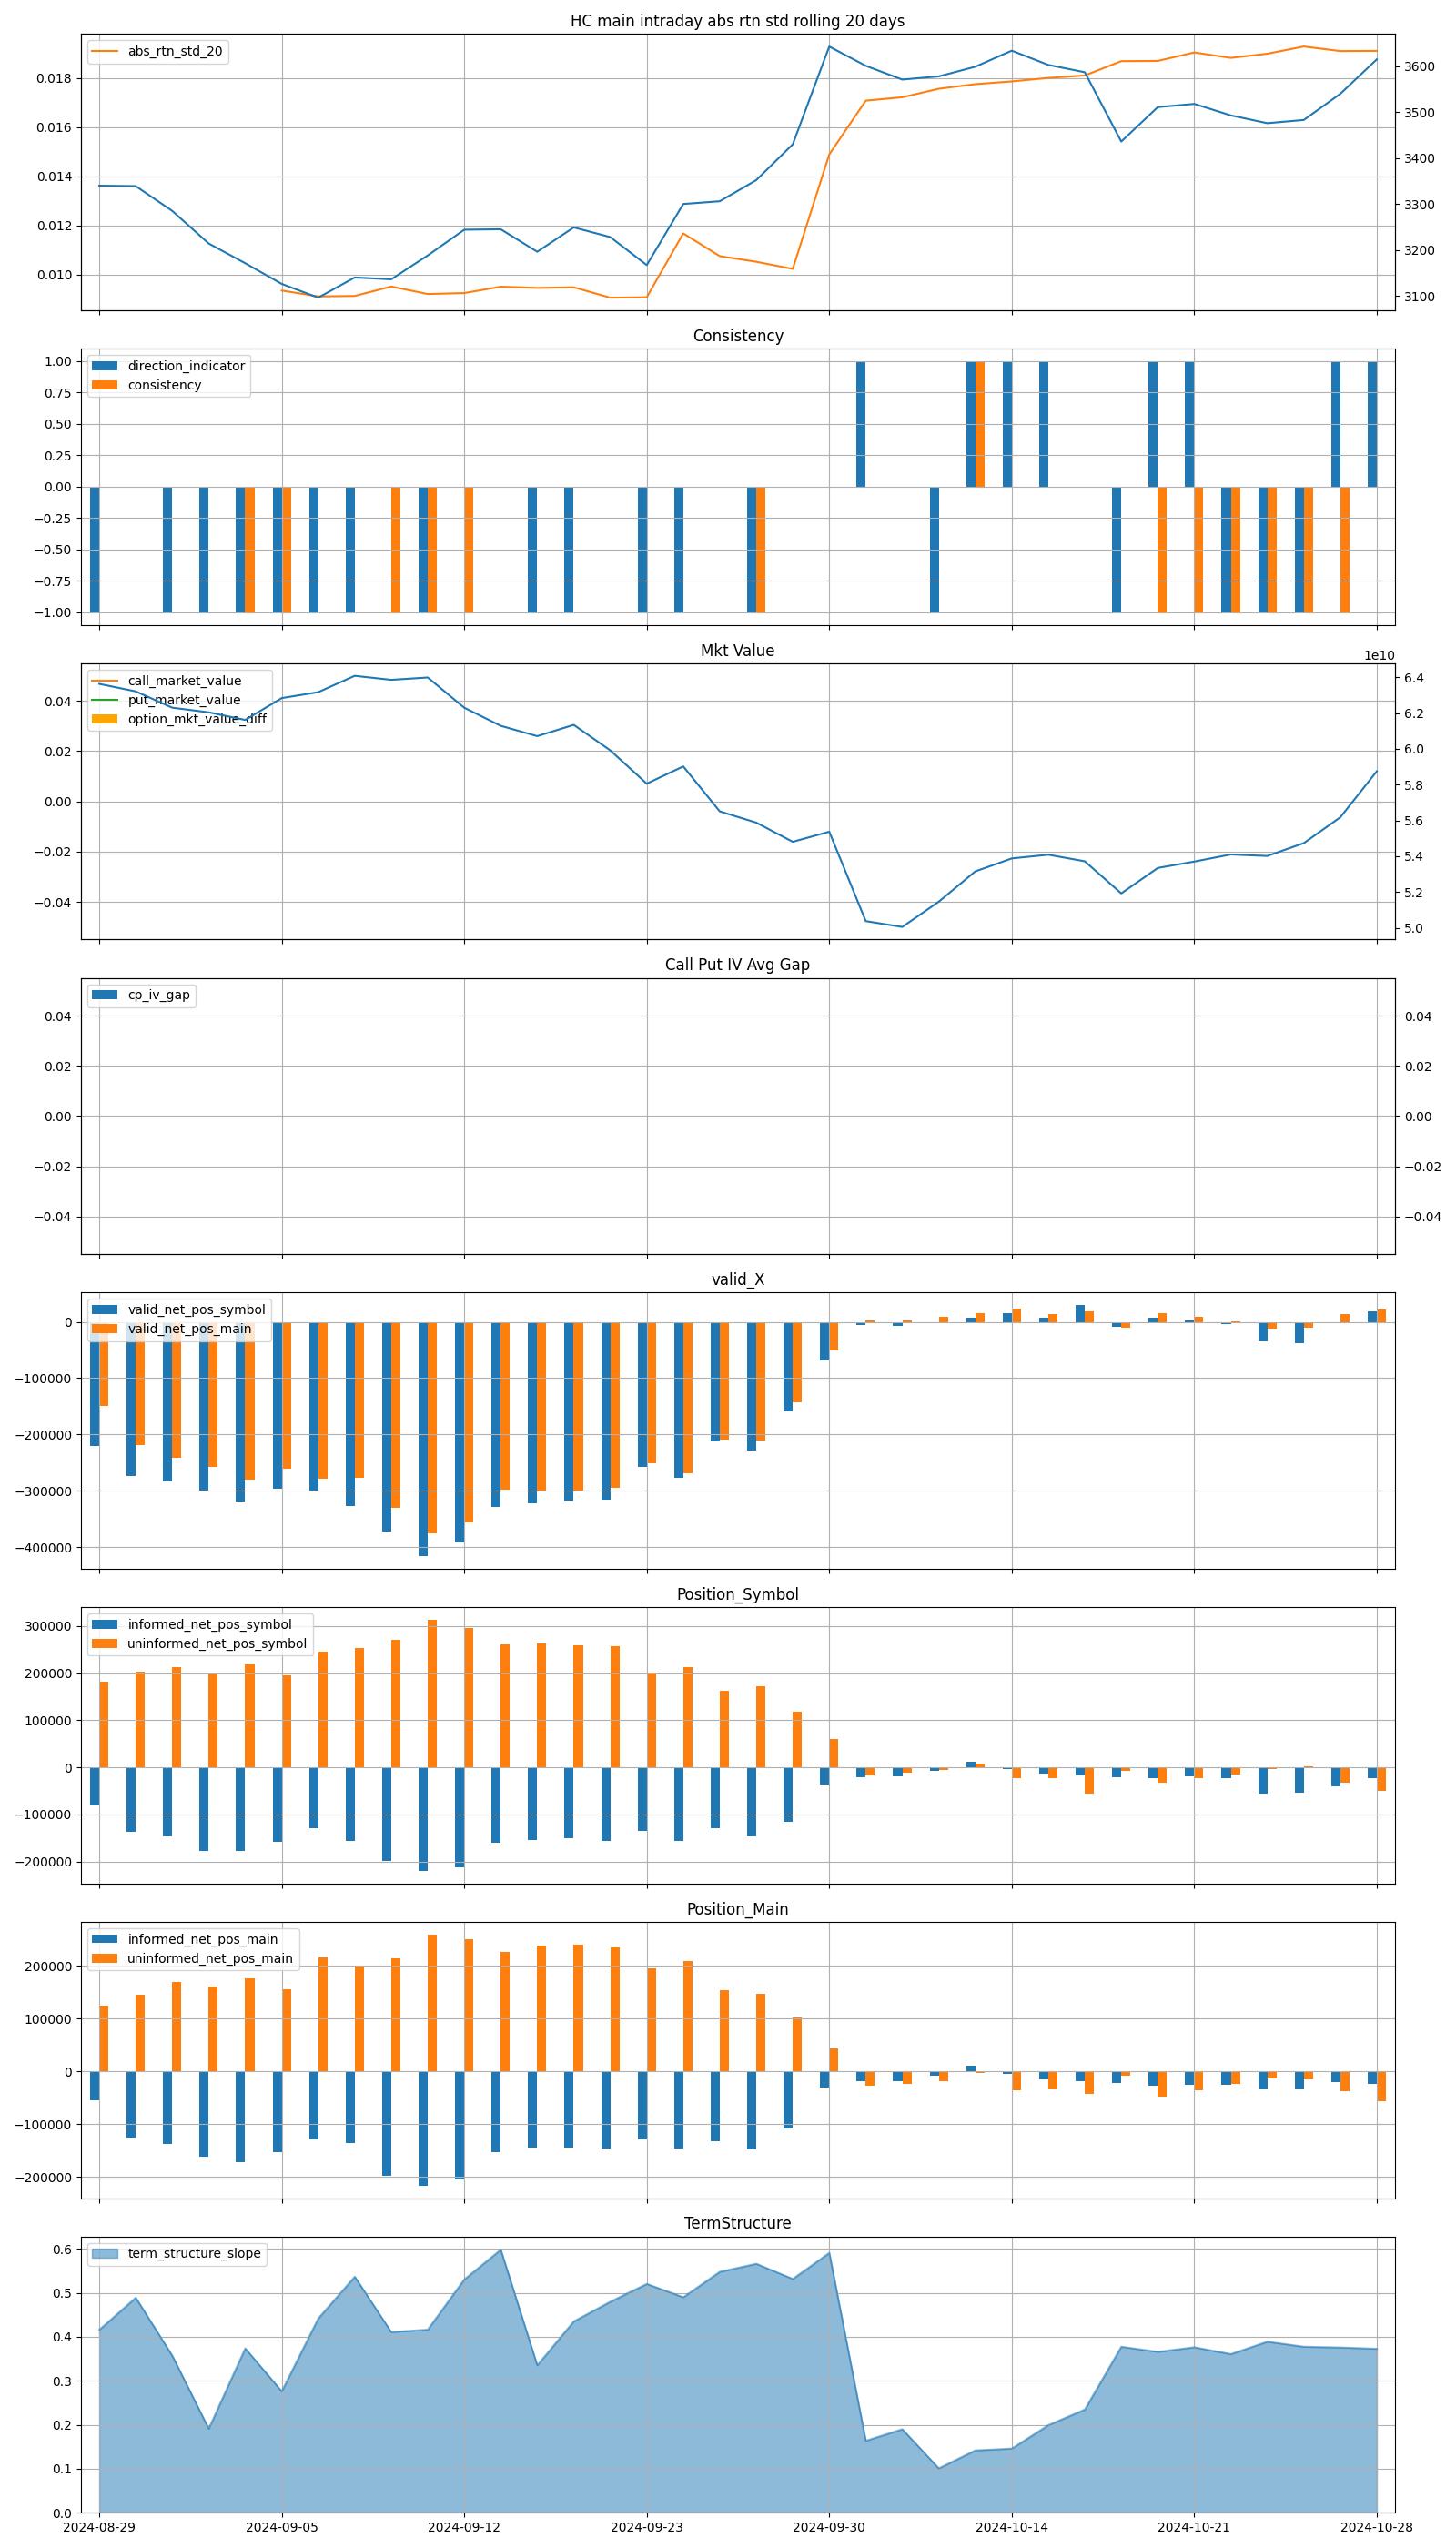 HC main intraday abs rtn std rolling 20 days
abs_rtn_std_20
0.018
0.016
0.014
0.012
0.010
3600
3500
3400
3300
3200
3100
Consistency
direction_indicator
consistency
1.00
0.75
0.50
0.25
0.00
−0.25
−0.50
−0.75
−1.00
Mkt Value
1e10
call_market_value
put_market_value
option_mkt_value_diff
0.04
0.02
0.00
−0.02
−0.04
6.4
6.2
6.0
5.8
5.6
5.4
5.2
5.0
Call Put IV Avg Gap
cp_iv_gap
0.04
0.02
0.00
−0.02
−0.04
0.04
0.02
0.00
−0.02
−0.04
valid_X
valid_net_pos_symbol
valid_net_pos_main
0
−100000
−200000
−300000
−400000
Position_Symbol
informed_net_pos_symbol
uninformed_net_pos_symbol
300000
200000
100000
0
−100000
−200000
Position_Main
informed_net_pos_main
uninformed_net_pos_main
200000
100000
0
−100000
−200000
TermStructure
term_structure_slope
0.6
0.5
0.4
0.3
0.2
0.1
0.0
2024-08-29 2024-09-05 2024-09-12 2024-09-23 2024-09-30 2024-10-14 2024-10-21 2024-10-28